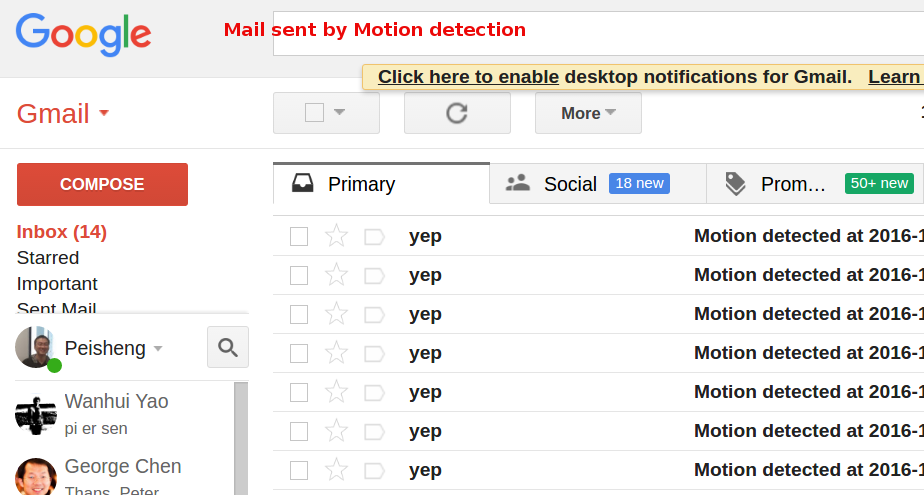 Google
Mail sent by Motion detection
Click here to enable desktop notifications for Gmail. Learn
Gmail
More
COMPOSE
Primary
Social 18 new
Prom… 50+ new
Inbox (14)
Starred
Important
Sent Mail
yep Motion detected at 2016-1
yep Motion detected at 2016-1
yep Motion detected at 2016-1
yep Motion detected at 2016-1
yep Motion detected at 2016-1
yep Motion detected at 2016-1
yep Motion detected at 2016-1
Peisheng
Wanhui Yao
pi er sen
George Chen
Thans, Peter